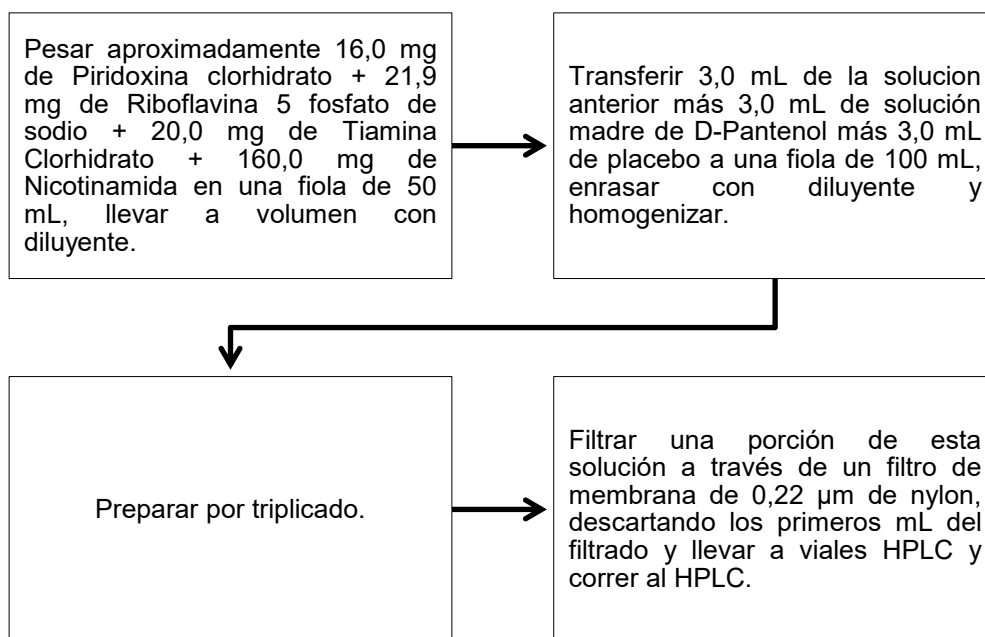 Pesar aproximadamente 16,0 mg
de Piridoxina clorhidrato + 21,9
mg de Riboflavina 5 fosfato de
sodio + 20,0 mg de Tiamina
Clorhidrato + 160,0 mg de
Nicotinamida en una fiola de 50
mL, llevar a volumen con
diluyente.
Transferir 3,0 mL de la solucion
anterior más 3,0 mL de solución
madre de D-Pantenol más 3,0 mL
de placebo a una fiola de 100 mL,
enrasar con diluyente y
homogenizar.
Preparar por triplicado.
Filtrar una porción de esta
solución a través de un filtro de
membrana de 0,22 µm de nylon,
descartando los primeros mL del
filtrado y llevar a viales HPLC y
correr al HPLC.